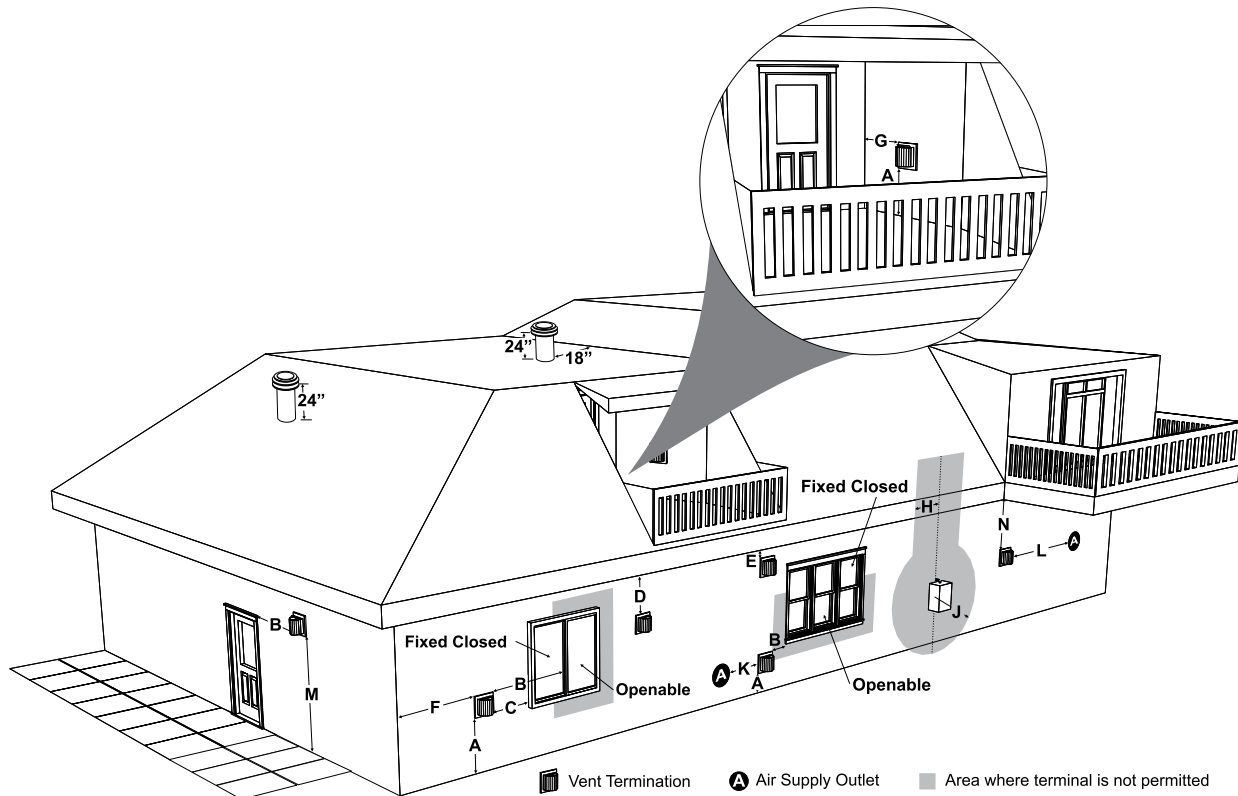 G
A
24”
18”
24”
Fixed Closed
H
N
L
A
E
D
B
J
Fixed Closed
B
B
Openable
K
A
A
Openable
M
F
C
A
Vent Termination
A Air Supply Outlet
Area where terminal is not permitted